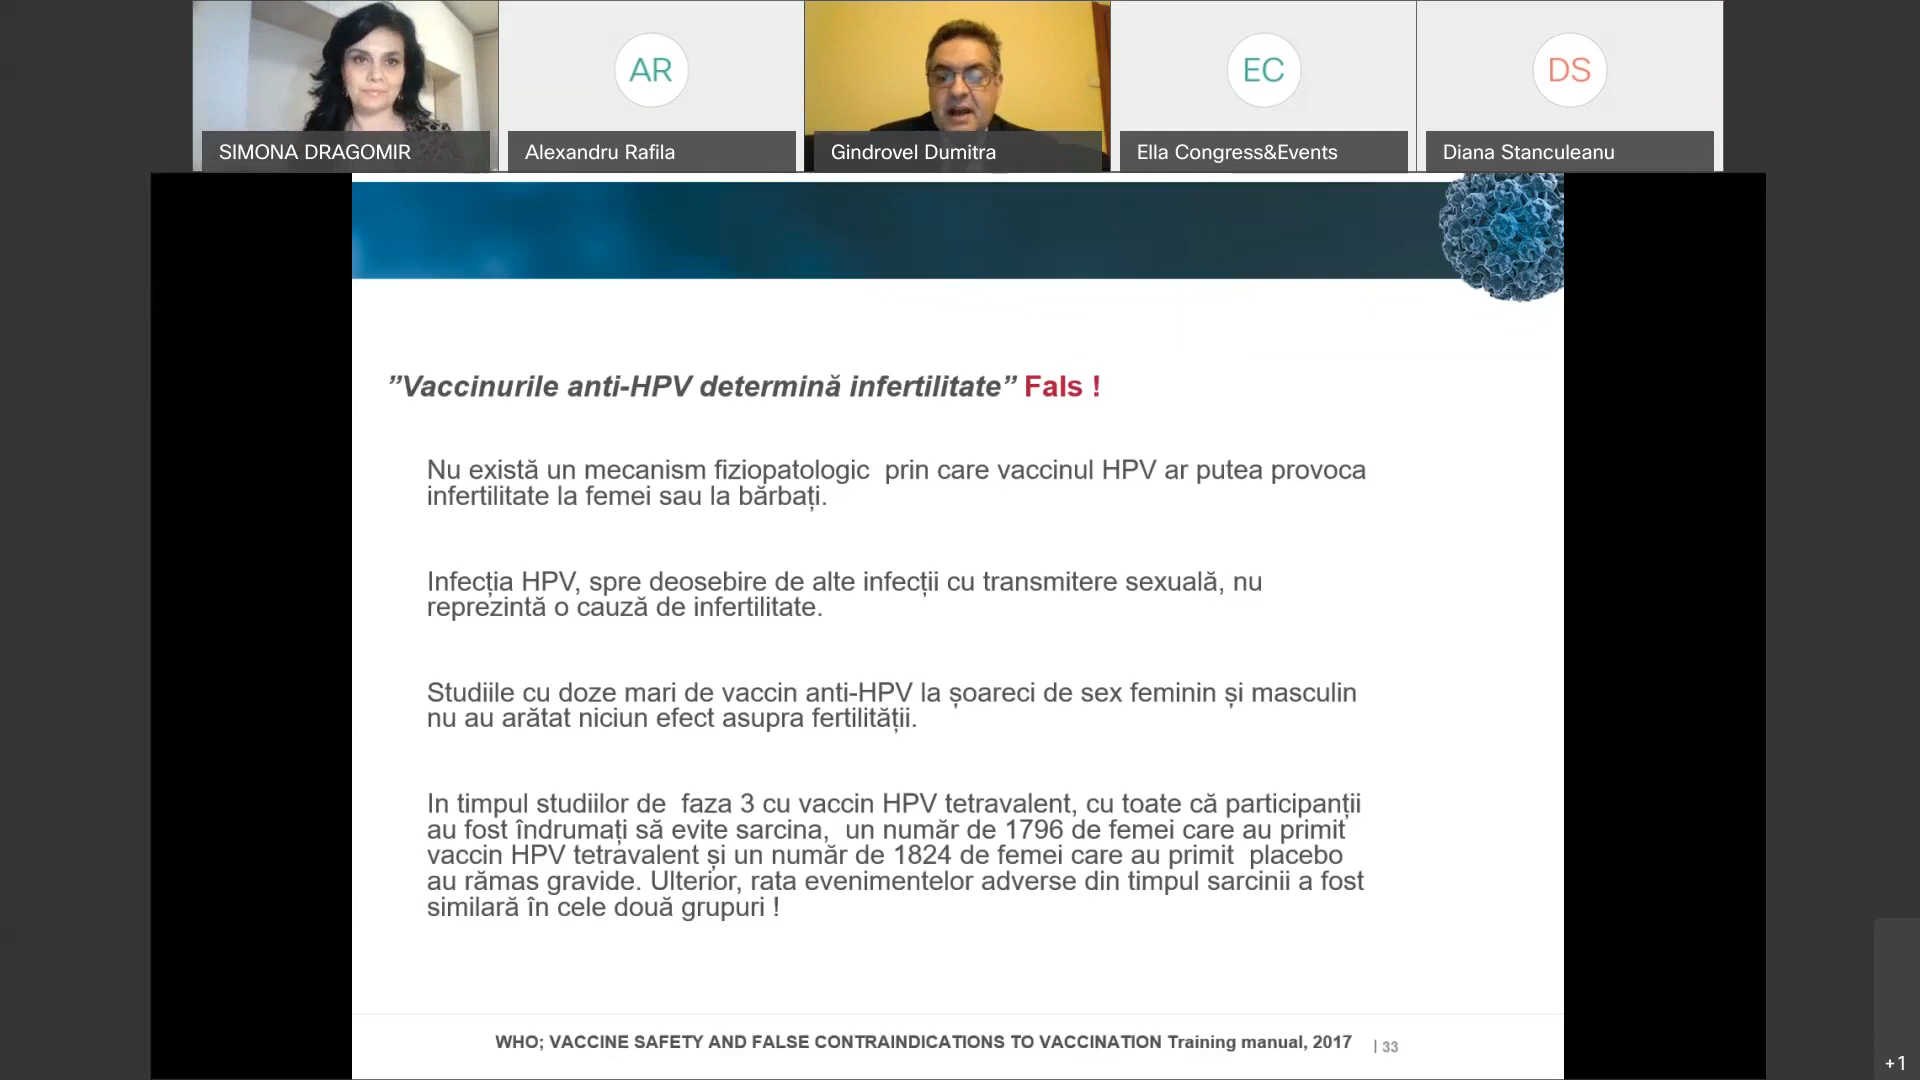 SIMONA DRAGOMIR
AR
Alexandru Rafila
Gindrovel Dumitra
EC
Ella Congress&Events
DS
Diana Stanculeanu
”Vaccinurile anti-HPV determină infertilitate” Fals !
Nu există un mecanism fiziopatologic prin care vaccinul HPV ar putea provoca
infertilitate la femei sau la bărbați.
Infecția HPV, spre deosebire de alte infecții cu transmitere sexuală, nu
reprezintă o cauză de infertilitate.
Studiile cu doze mari de vaccin anti-HPV la șoareci de sex feminin și masculin
nu au arătat niciun efect asupra fertilității.
In timpul studiilor de faza 3 cu vaccin HPV tetravalent, cu toate că participanții
au fost îndrumați să evite sarcina, un număr de 1796 de femei care au primit
vaccin HPV tetravalent și un număr de 1824 de femei care au primit placebo
au rămas gravide. Ulterior, rata evenimentelor adverse din timpul sarcinii a fost
similară în cele două grupuri !
WHO; VACCINE SAFETY AND FALSE CONTRAINDICATIONS TO VACCINATION Training manual, 2017
| 33
+1